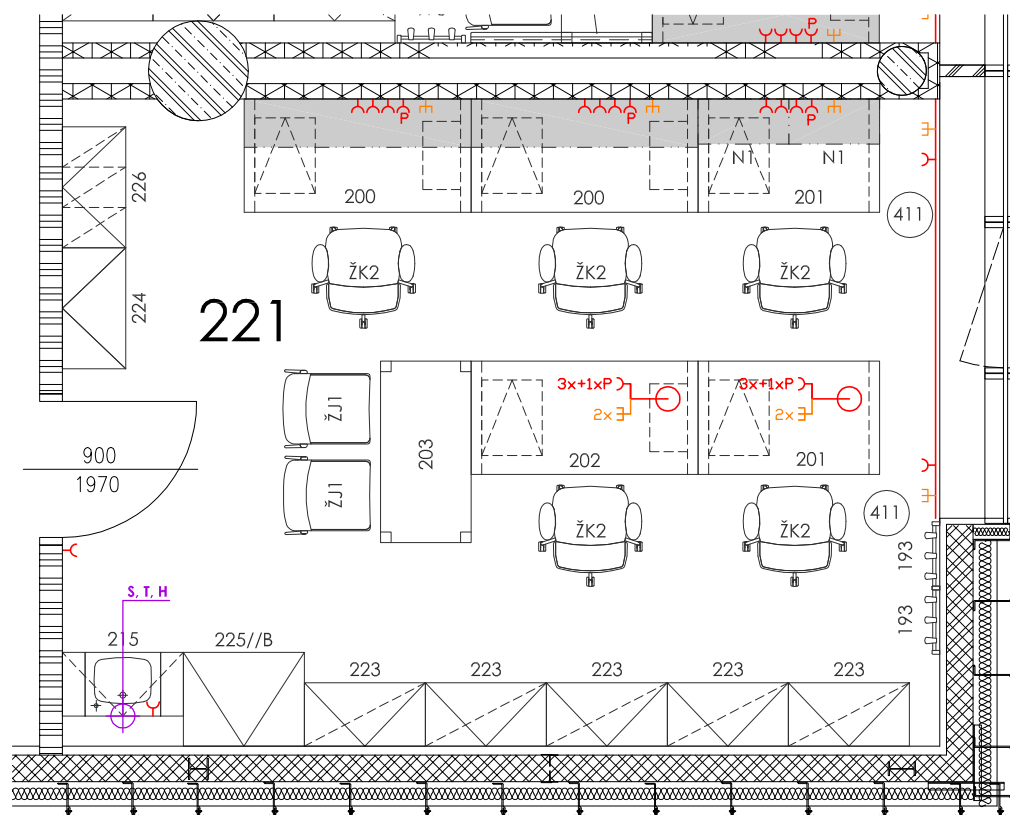 P
P
P
P
N1
N1
200
200
201
226
411
ŽK2
ŽK2
ŽK2
224
221
3x+1xP
3x+1xP
2x
2x
ŽJ1
203
900
202
201
1970
ŽJ1
411
ŽK2
ŽK2
193
S, T, H
193
215
225//B
223
223
223
223
223